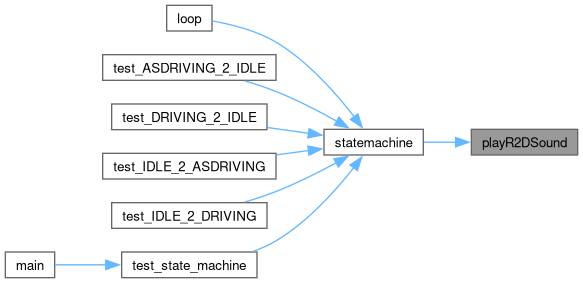 loop
test_ASDRIVING_2_IDLE
test_DRIVING_2_IDLE
statemachine
playR2DSound
test_IDLE_2_ASDRIVING
test_IDLE_2_DRIVING
main
test_state_machine